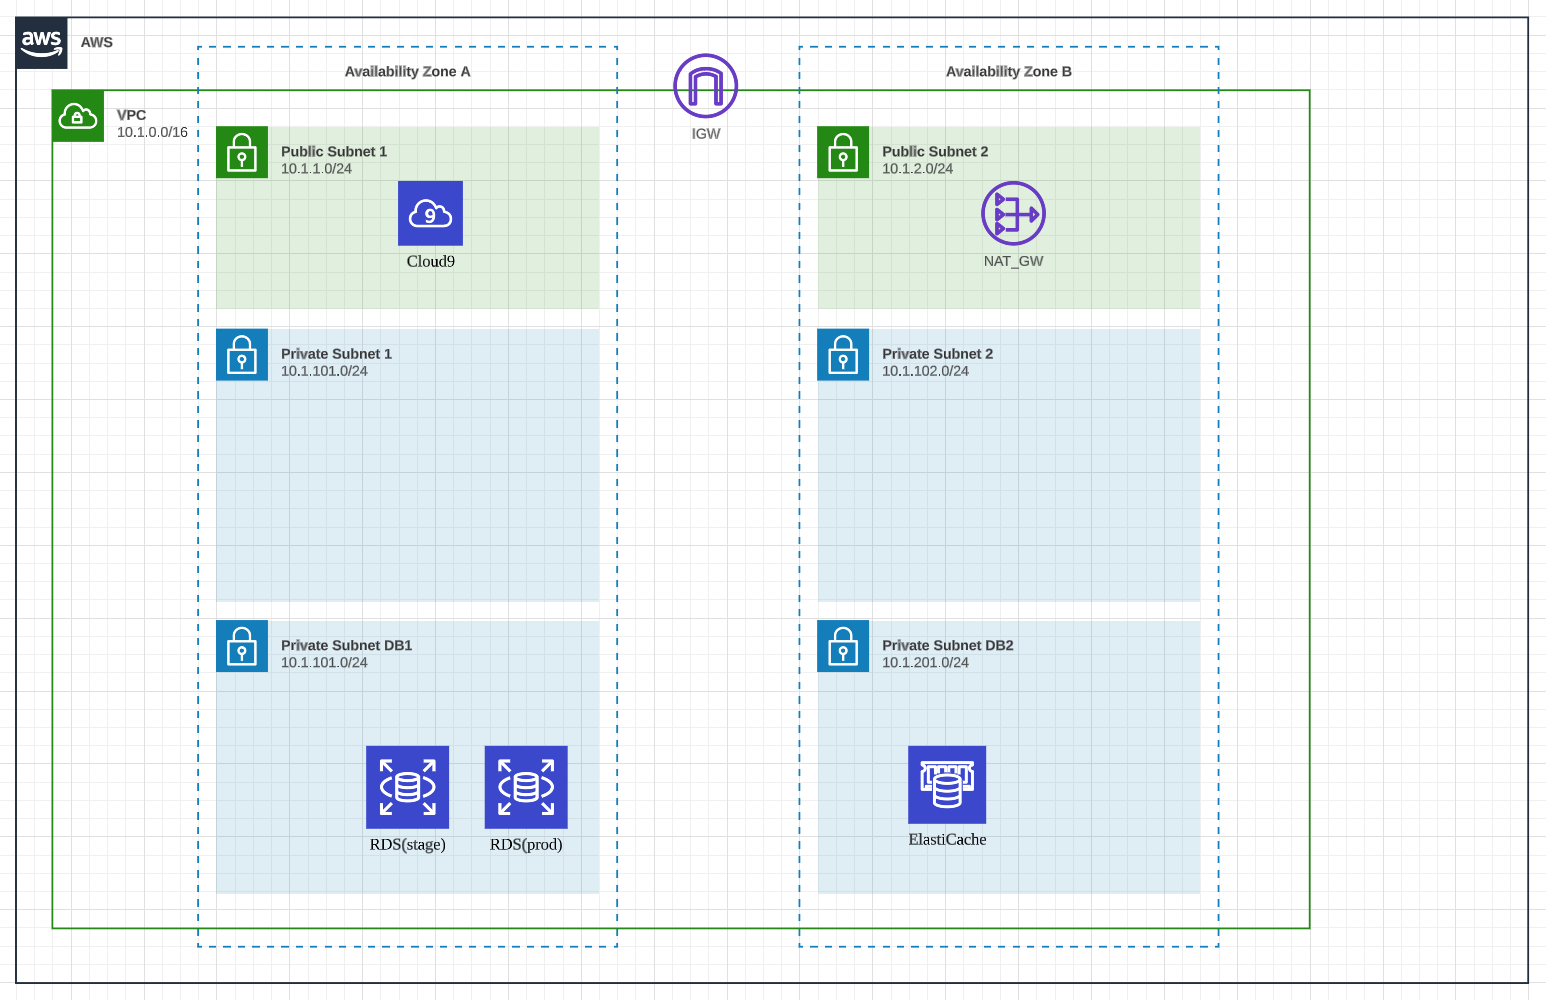 aws
AWS
Availability Zone A
Availability Zone B
VPC
10.1.0.0/16
IGW
Public Subnet 1
10.1.1.0/24
9
Cloud9
Public Subnet 2
10.1.2.0/24
NAT_GW
Private Subnet 1
10.1.101.0/24
Private Subnet 2
10.1.102.0/24
Private Subnet DB1
10.1.101.0/24
RDS(stage)
RDS(prod)
Private Subnet DB2
10.1.201.0/24
ElastiCache